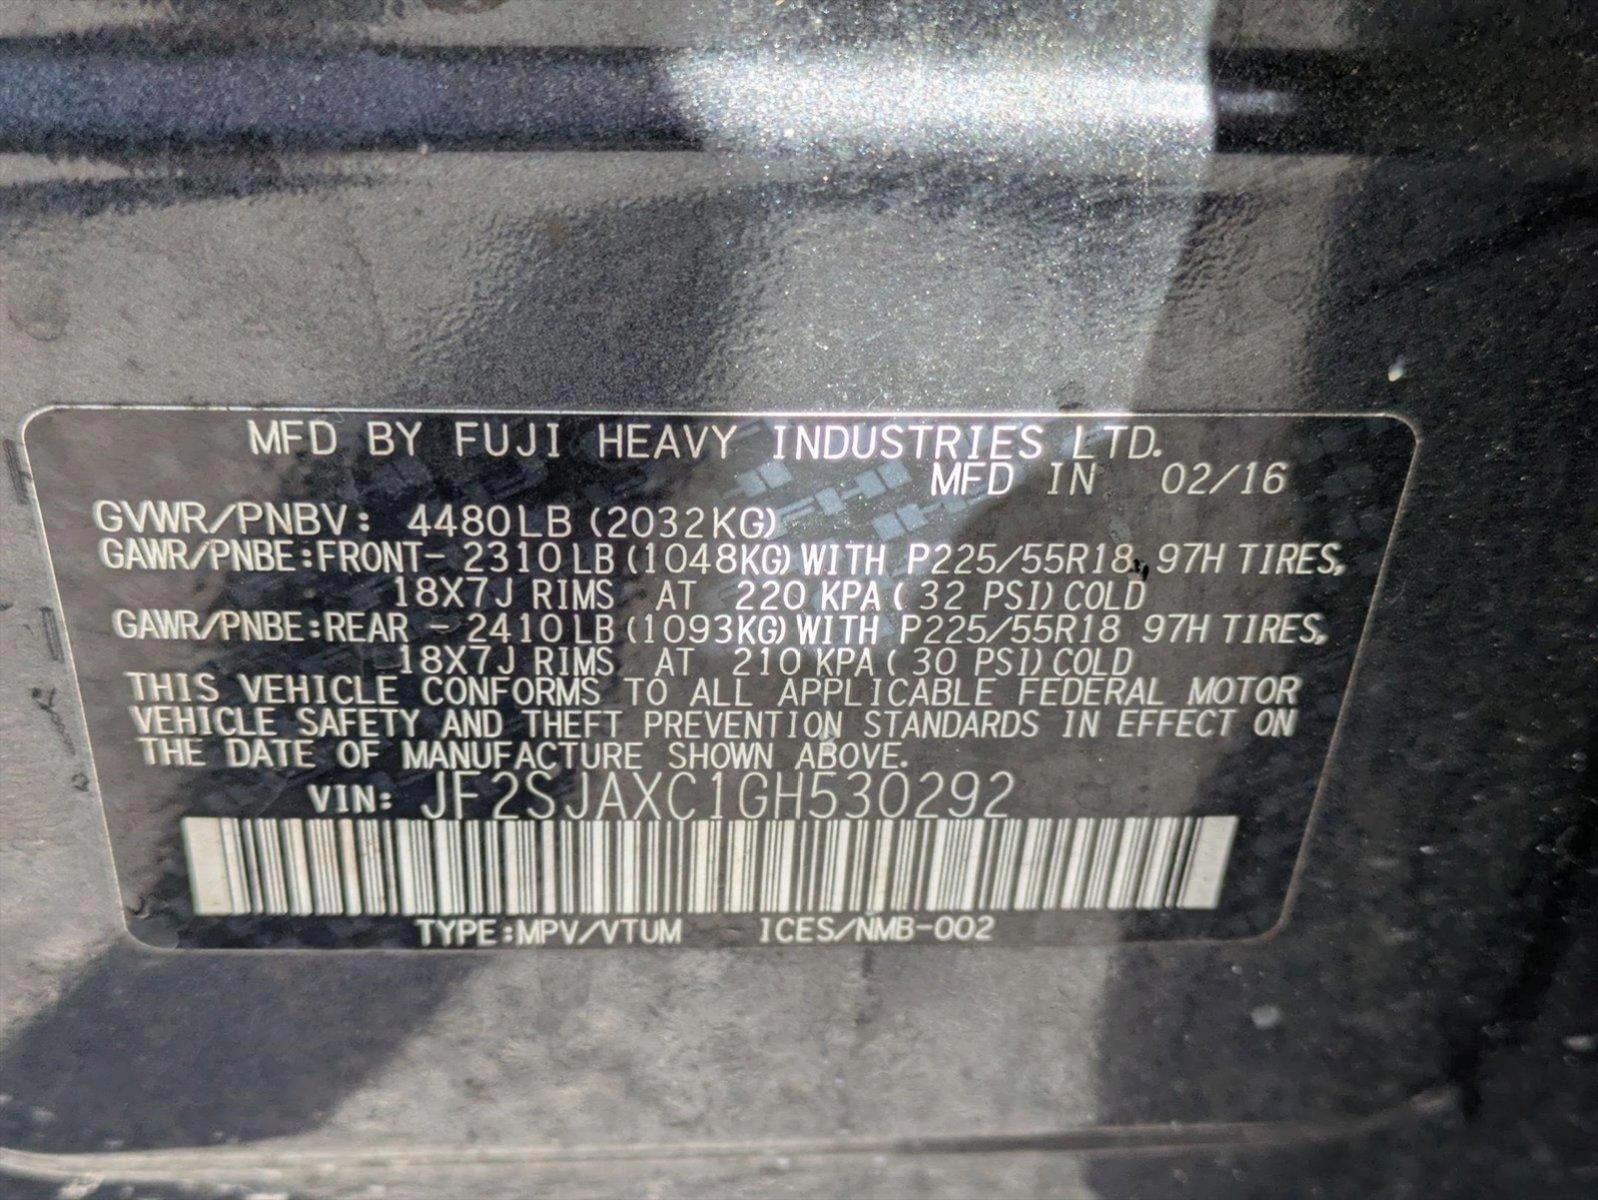 MFD BY FUJI HEAVY INDUSTRIES LTD.
MFD IN 02/16
GVWR/PNBV: 4480LB (2032KG)
GAWR/PNBE:FRONT- 2310LB (1048KG) WITH P225/55R18, 97H TIRES,
18X7J RIMS AT 220 KPA( 32 PSI) COLD
GAWR/PNBE:REAR - 2410LB (1093KG) WITH P225/55R18 97H TIRES,
18X7J RIMS AT 210 KPA( 30 PSI) COLD
THIS VEHICLE CONFORMS TO ALL APPLICABLE FEDERAL MOTOR
VEHICLE SAFETY AND THEFT PREVENTION STANDARDS IN EFFECT ON
THE DATE OF MANUFACTURE SHOWN ABOVE.
VIN: JF2SJAXC1GH530292
TYPE:MPV/VTUM ICES/NMB-002